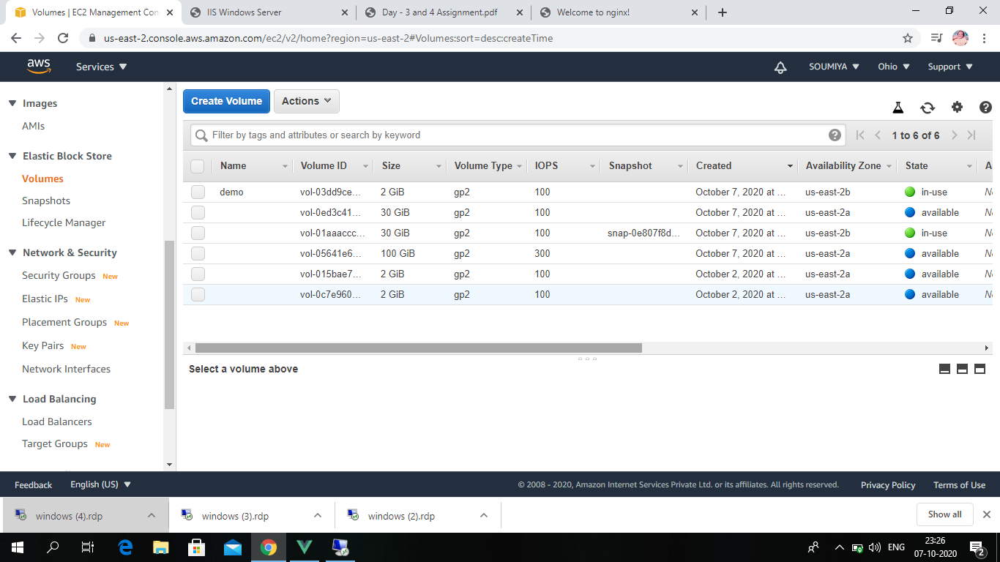 Volumes | EC2 Management Con
IIS Windows Server
Day - 3 and 4 Assignment.pdf
Welcome to nginx!
us-east-2.console.aws.amazon.com/ec2/v2/home?region=us-east-2#Volumes:sort=desc:createTime
aws Services SOUMIYA Ohio Support
Images
AMIs
Elastic Block Store
Volumes
Snapshots
Lifecycle Manager
Network & Security
Security Groups New
Elastic IPs New
Placement Groups New
Key Pairs New
Network Interfaces
Load Balancing
Load Balancers
Target Groups New
Create Volume Actions
Filter by tags and attributes or search by keyword
1 to 6 of 6
Name Volume ID Size Volume Type IOPS Snapshot Created Availability Zone State A
demo vol-03dd9ce... 2 GiB gp2 100 October 7, 2020 at ... us-east-2b in-use N
vol-0ed3c41... 30 GiB gp2 100 October 7, 2020 at ... us-east-2a available N
vol-01aaaccc... 30 GiB gp2 100 snap-0e807f8d... October 7, 2020 at ... us-east-2b in-use N
vol-05641e6... 100 GiB gp2 300 October 7, 2020 at ... us-east-2a available N
vol-015bae7... 2 GiB gp2 100 October 2, 2020 at ... us-east-2a available N
vol-0c7e960... 2 GiB gp2 100 October 2, 2020 at ... us-east-2a available N
Select a volume above
Feedback English (US) © 2008 - 2020, Amazon Internet Services Private Ltd. or its affiliates. All rights reserved. Privacy Policy Terms of Use
windows (4).rdp windows (3).rdp windows (2).rdp Show all
ENG 23:26
07-10-2020 2